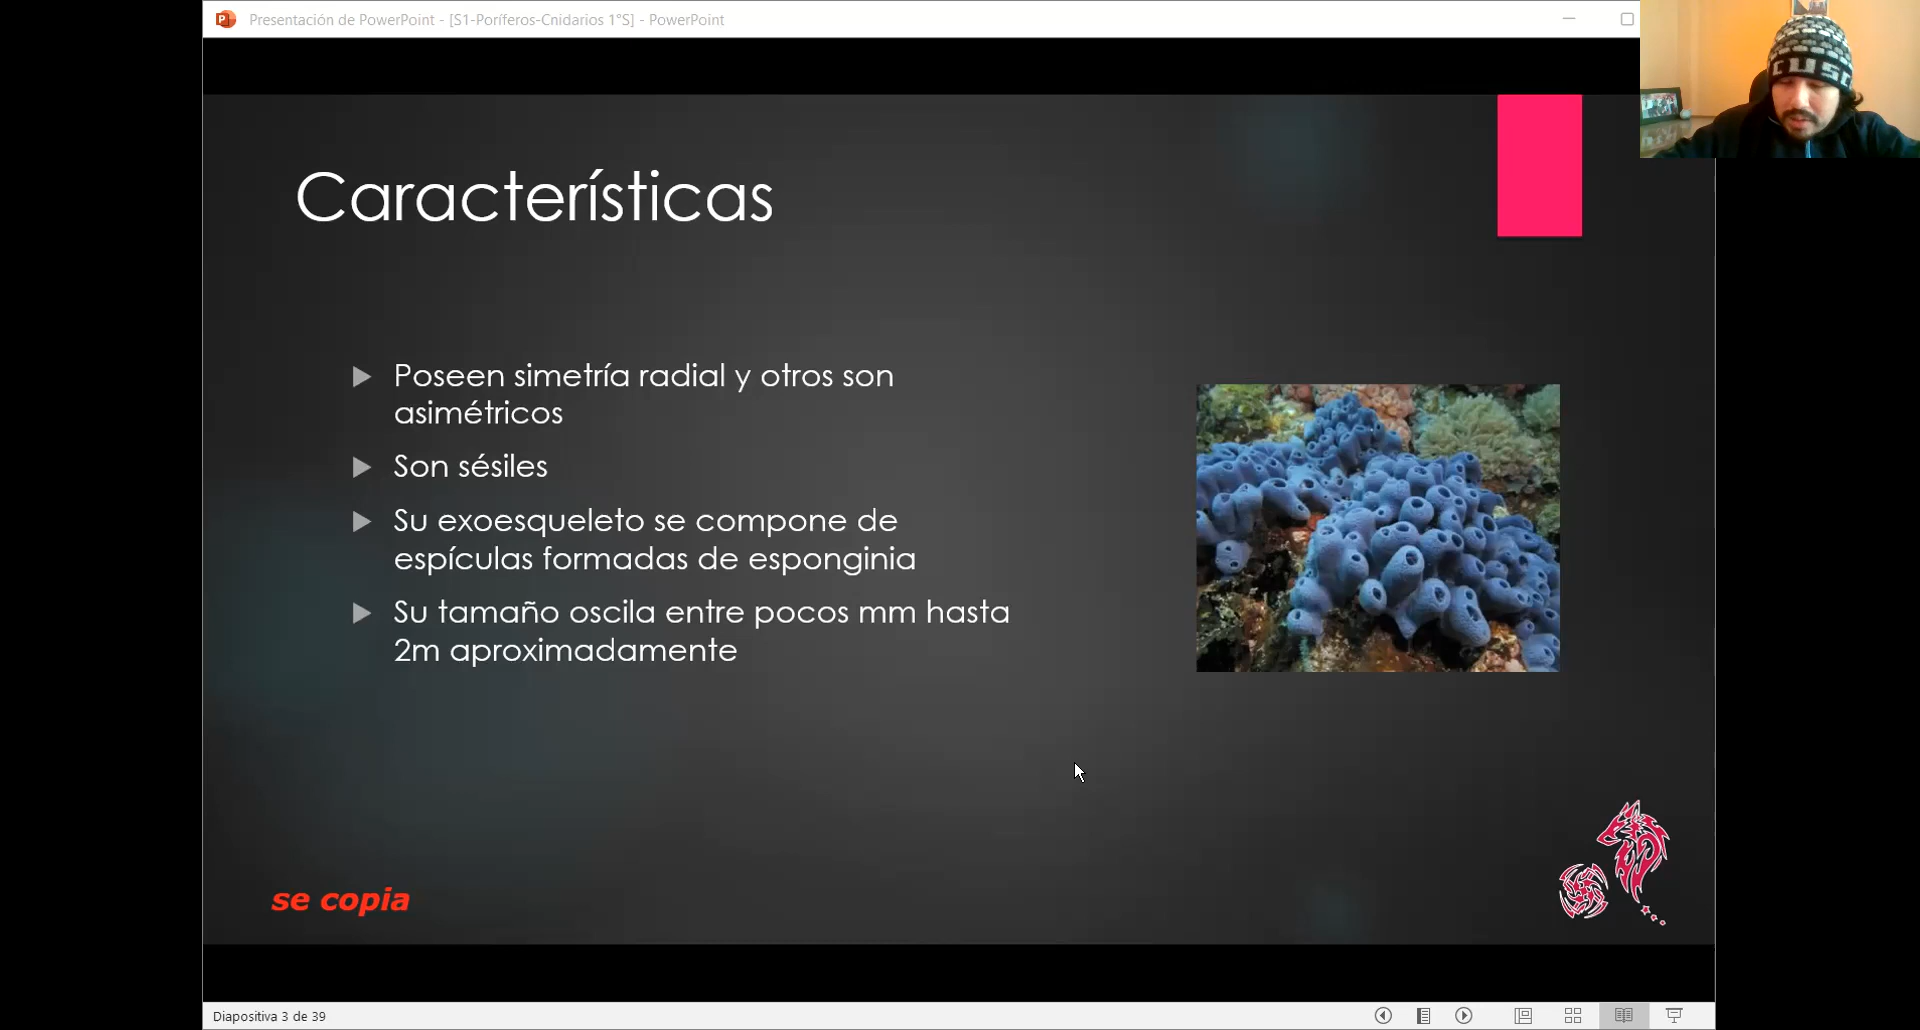 Presentación de PowerPoint - [S1-Poríferos-Cnidarios 1°S] - PowerPoint
CUSC
Características
Poseen simetría radial y otros son
asimétricos
Son sésiles
Su exoesqueleto se compone de
espículas formadas de esponginia
Su tamaño oscila entre pocos mm hasta
2m aproximadamente
se copia
Diapositiva 3 de 39